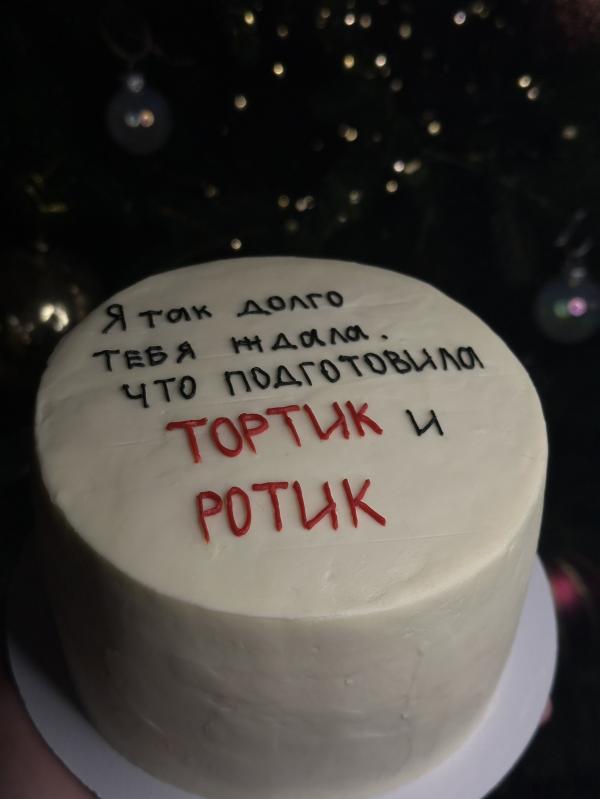 Я так долго
тебя ждала.
что подготовила
ТОРТИК и
РОТИК